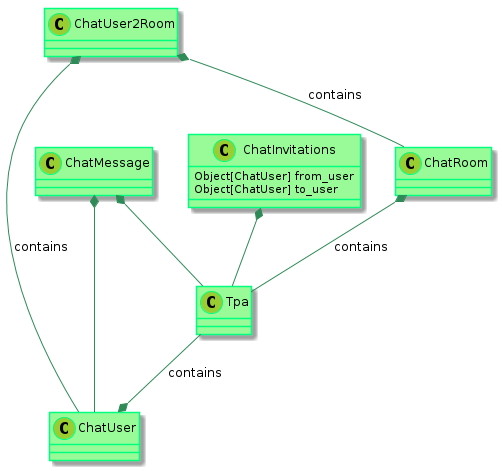 C ChatUser2Room
contains
C ChatMessage
C ChatInvitations
Object[ChatUser] from_user
Object[ChatUser] to_user
C ChatRoom
contains
contains
C Tpa
contains
C ChatUser